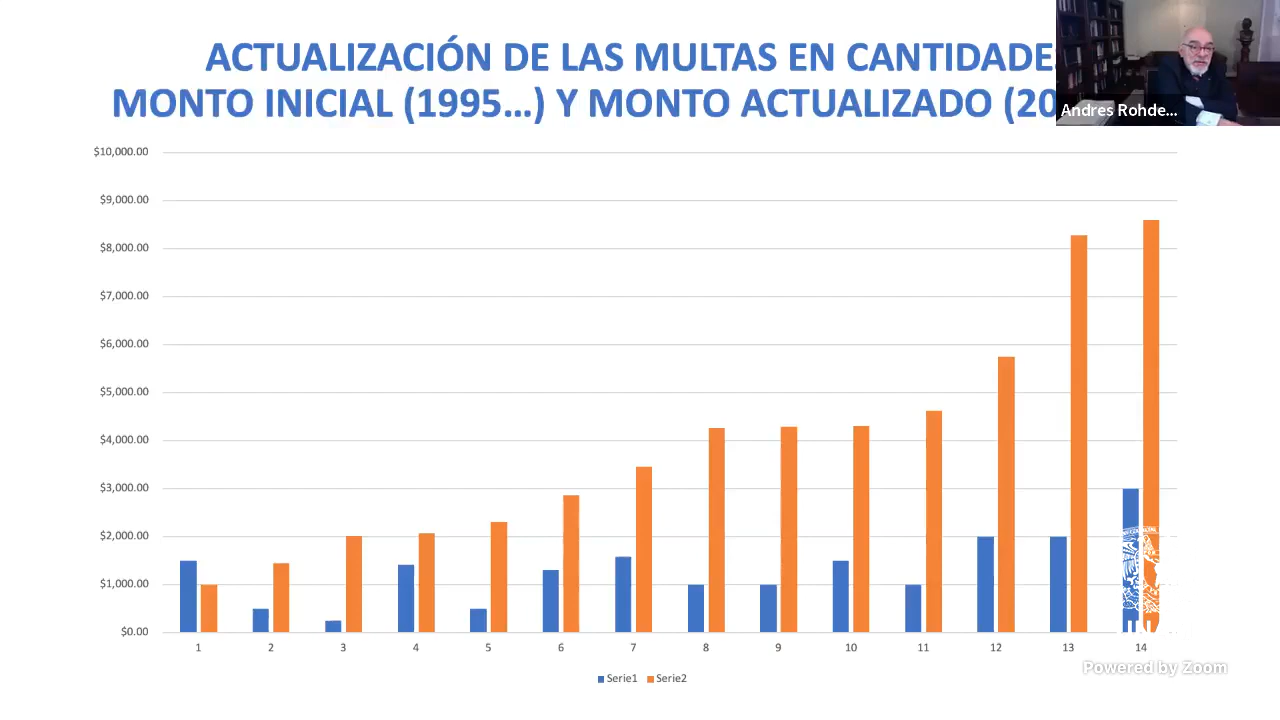 ACTUALIZACIÓN DE LAS MULTAS EN CANTIDADE
MONTO INICIAL (1995…) Y MONTO ACTUALIZADO (20
Andres Rohde...
$10,000.00
$9,000.00
$8,000.00
$7,000.00
$6,000.00
$5,000.00
$4,000.00
$3,000.00
$2,000.00
$1,000.00
$0.00
1 2 3 4 5 6 7 8 9 10 11 12 13 14
Serie1 Serie2
Powered by Zoom